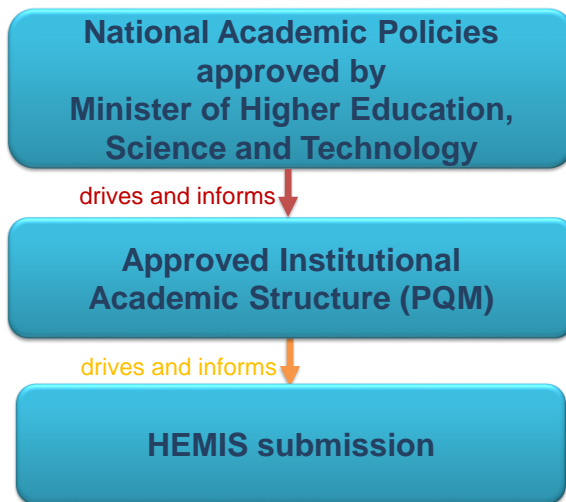 National Academic Policies
approved by
Minister of Higher Education,
Science and Technology
drives and informs
Approved Institutional
Academic Structure (PQM)
drives and informs
HEMIS submission